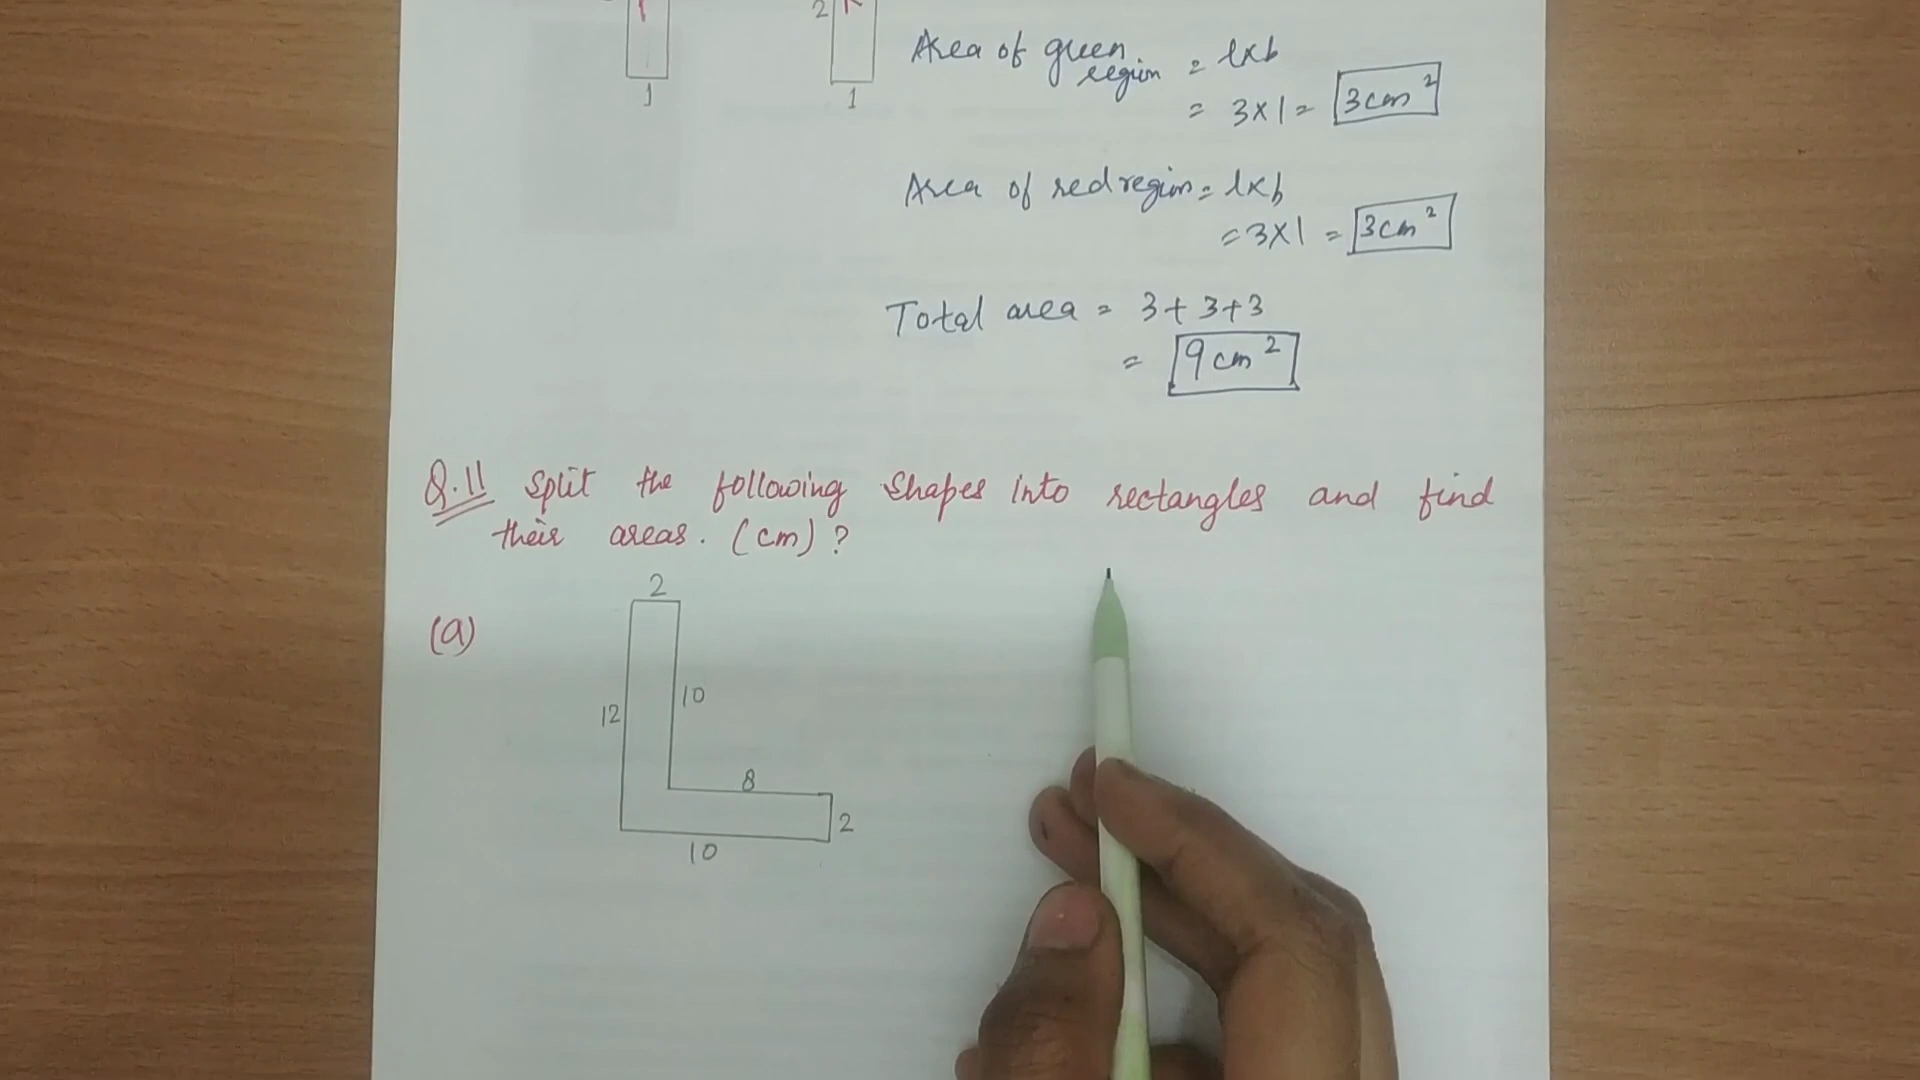 2
1
1
Area of green region = l×b
= 3×1 = 3cm²
Area of red region = l×b
= 3×1 = 3cm²
Total area = 3+3+3
= 9cm²
Q.11 Split the following shapes into rectangles and find
their areas. (cm)?
(a)
2
12
10
8
2
10